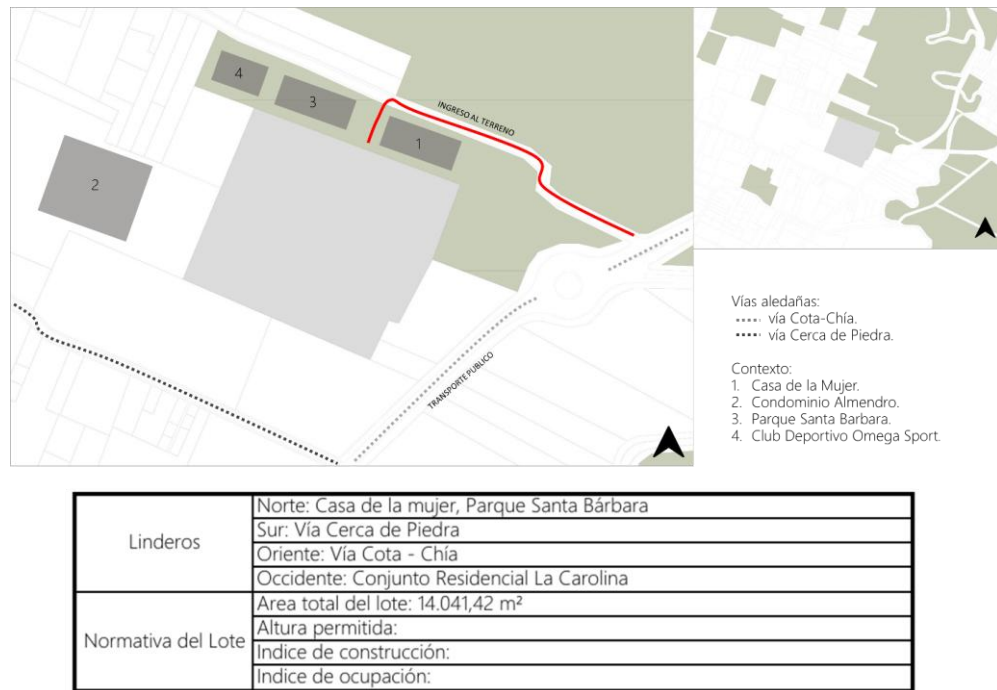 4
3
INGRESO AL TERRENO
1
2
TRANSPORTE PUBLICO
Vías aledañas:
vía Cota-Chía.
vía Cerca de Piedra.
Contexto:
1. Casa de la Mujer.
2. Condominio Almendro.
3. Parque Santa Barbara.
4. Club Deportivo Omega Sport.
Linderos
Norte: Casa de la mujer, Parque Santa Bárbara
Sur: Vía Cerca de Piedra
Oriente: Vía Cota - Chía
Occidente: Conjunto Residencial La Carolina
Normativa del Lote
Area total del lote: 14.041,42 m²
Altura permitida:
Indice de construcción:
Indice de ocupación: